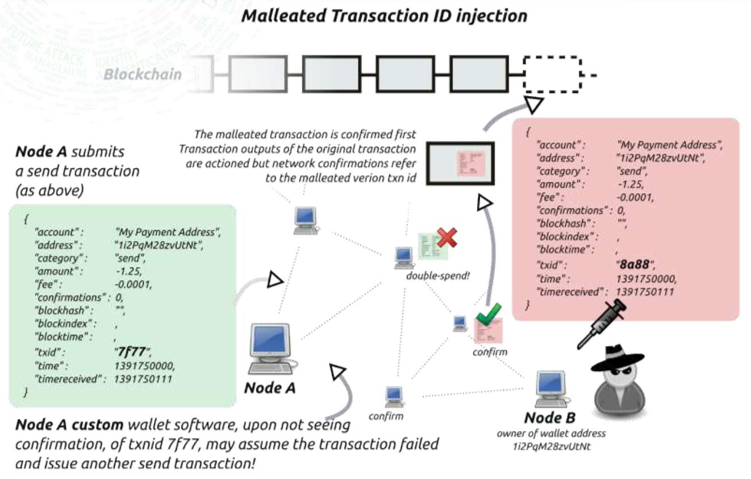 Malleated Transaction ID injection
Blockchain
The malleated transaction is confirmed first
Transaction outputs of the original transaction
are actioned but network confirmations refer
to the malleated verion txn id
Node A submits
a send transaction
(as above)
{
"account": "My Payment Address",
"address": "1i2PqM28zvUtNt",
"category": "send",
"amount": -1.25,
"fee": -0.0001,
"confirmations": 0,
"blockhash": "",
"blockindex": ,
"blocktime": ,
"txid": "7f77",
"time": 1391750000,
"timereceived": 1391750111
}
{
"account": "My Payment Address",
"address": "1i2PqM28zvUtNt",
"category": "send",
"amount": -1.25,
"fee": -0.0001,
"confirmations": 0,
"blockhash": "",
"blockindex": ,
"blocktime": ,
"txid": "8a88",
"time": 1391750000,
"timereceived": 1391750111
}
double-spend!
confirm
Node A
confirm
Node B
owner of wallet address
1i2PqM28zvUtNt
Node A custom wallet software, upon not seeing
confirmation, of txnid 7f77, may assume the transaction failed
and issue another send transaction!